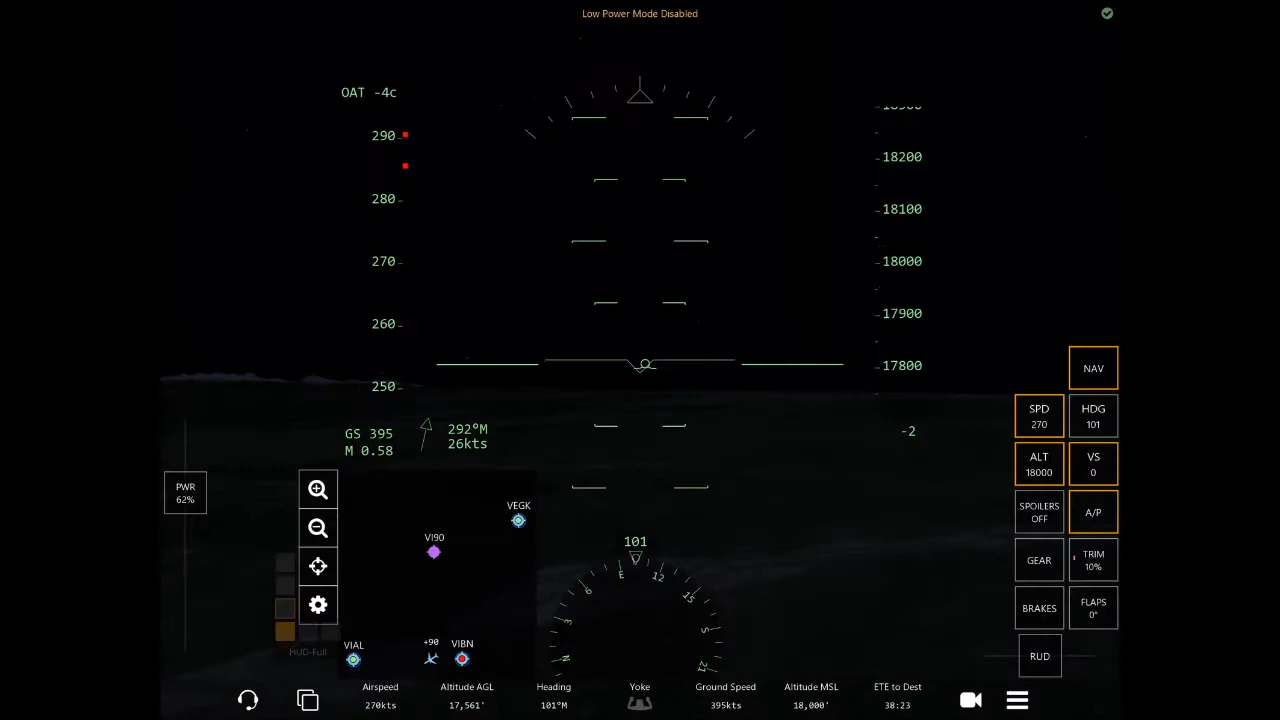 Low Power Mode Disabled
OAT -4c
290
280
270
260
250
18200
18100
18000
17900
17800
-2
GS 395
M 0.58
292°M
26kts
NAV
SPD
270
HDG
101
ALT
18000
VS
0
SPOILERS
OFF
A/P
GEAR
TRIM
10%
BRAKES
FLAPS
0°
RUD
PWR
62%
VEGK
VI90
VIAL
+90
VIBN
HUD-Full
101
N
3
6
E
12
15
S
21
Airspeed
270kts
Altitude AGL
17,561'
Heading
101°M
Yoke
Ground Speed
395kts
Altitude MSL
18,000'
ETE to Dest
38:23